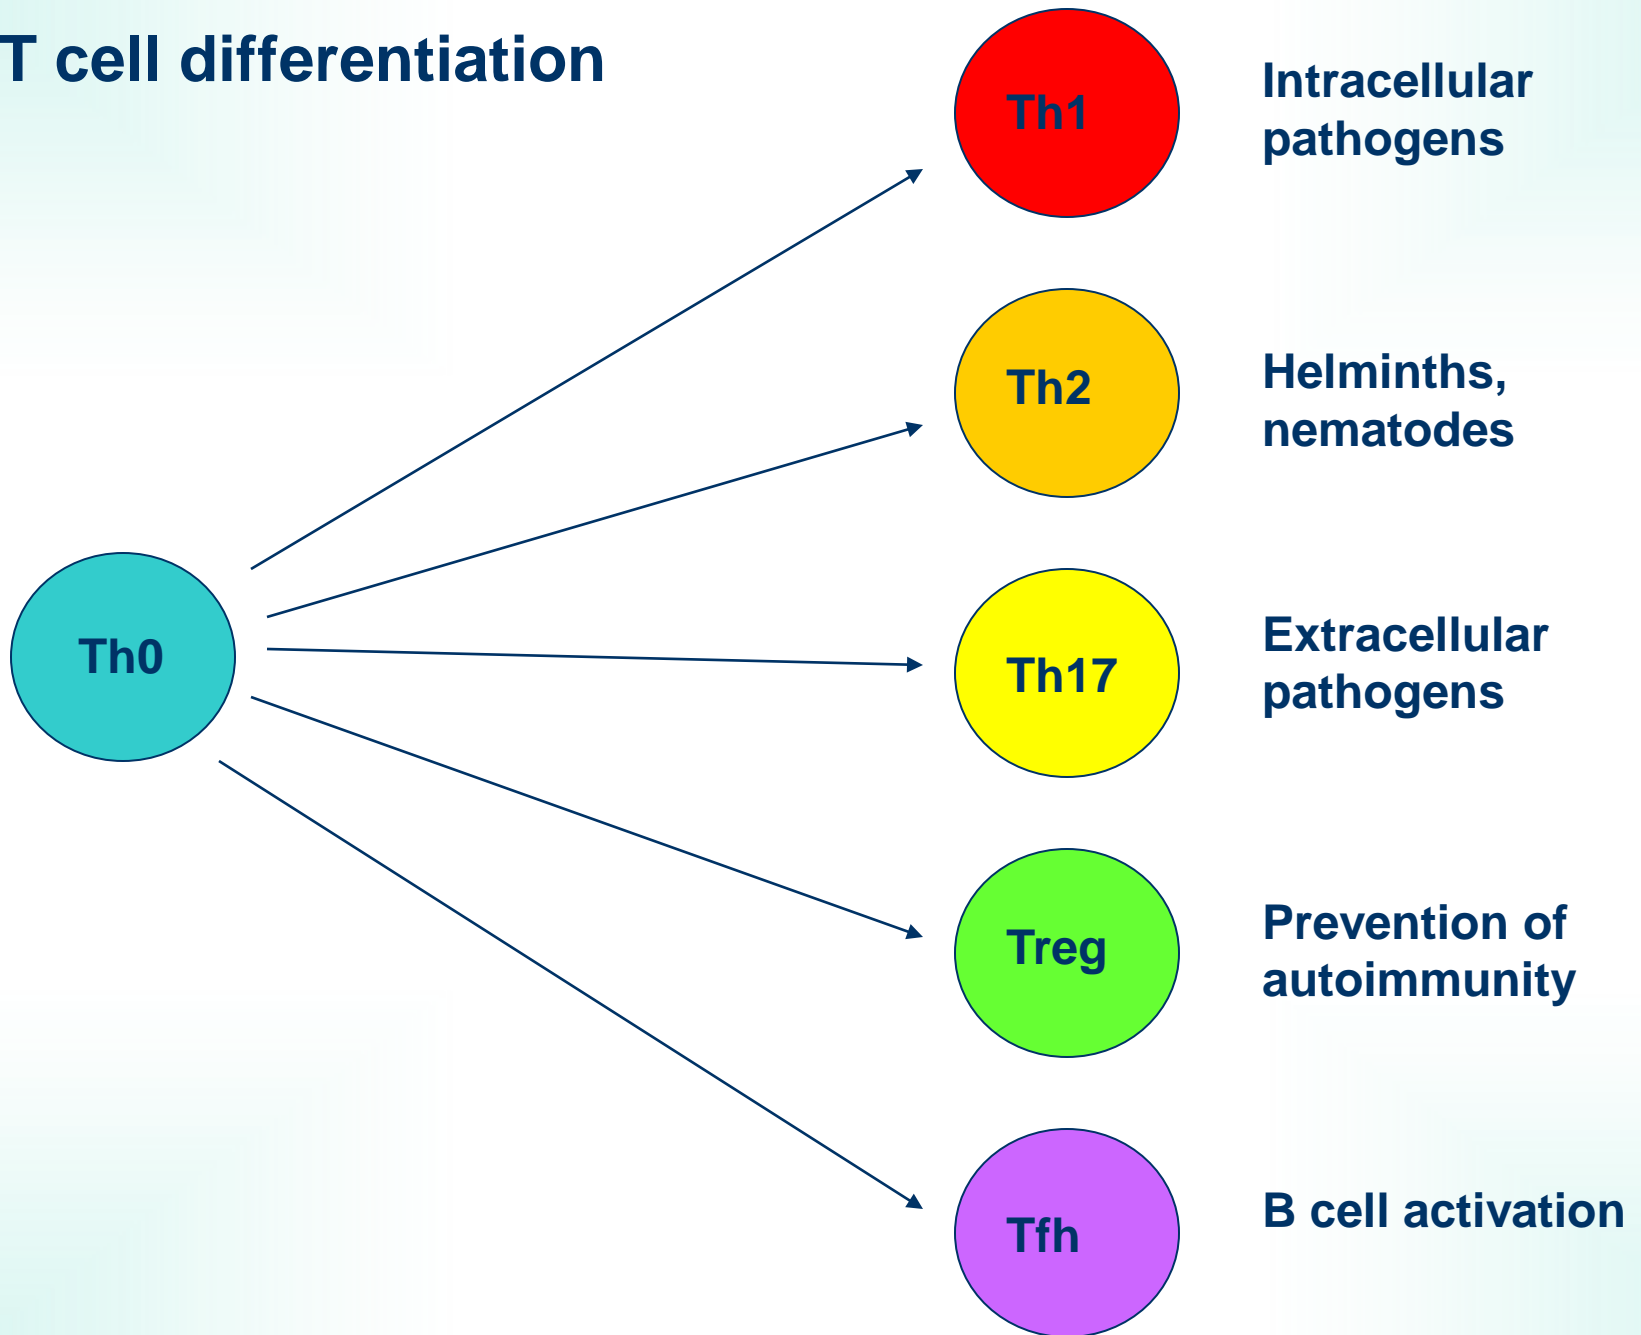 T cell differentiation
Th1
Intracellular
pathogens
Th2
Helminths,
nematodes
Th0
Th17
Extracellular
pathogens
Treg
Prevention of
autoimmunity
Tfh
B cell activation